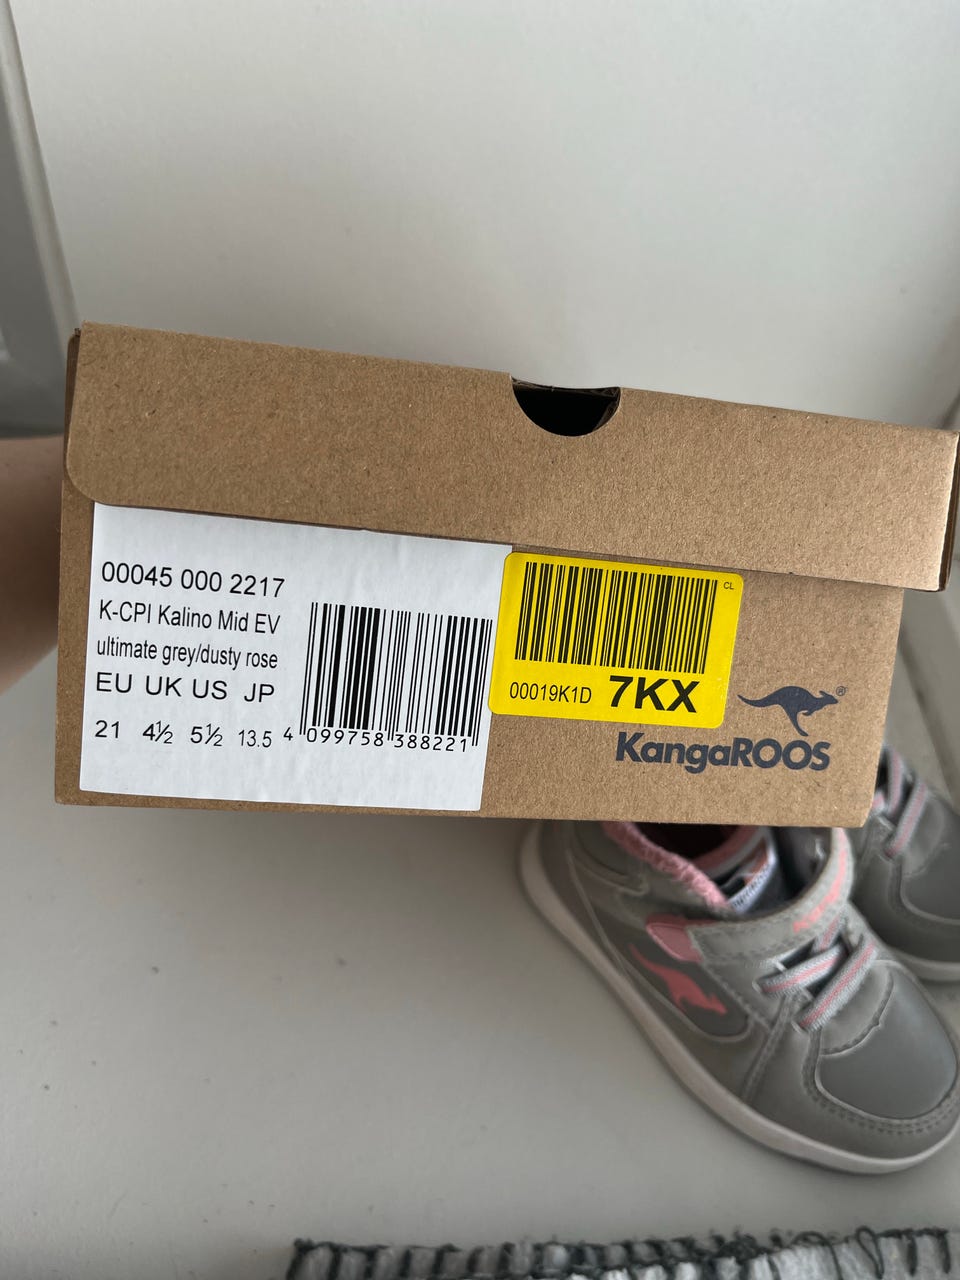 00045 000 2217
K-CPI Kalino Mid EV
ultimate grey/dusty rose
EU UK US JP
21 4½ 5½ 13.5
4 099758 388221
CL
00019K1D 7KX
KangaROOS®